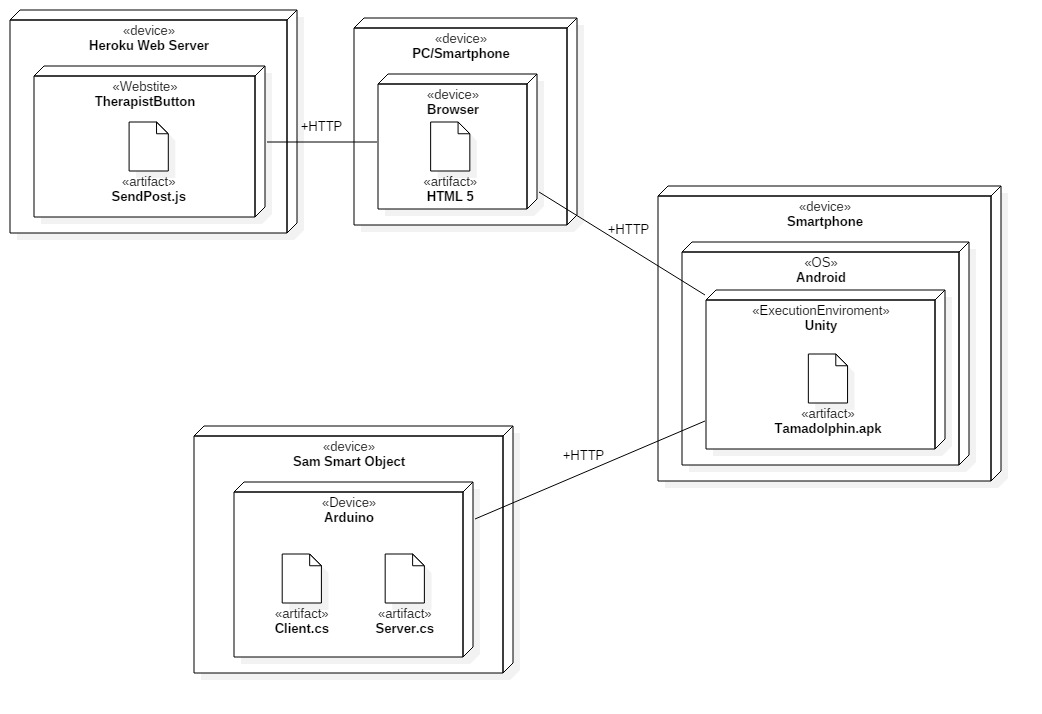 «device»
Heroku Web Server
«Webstite»
TherapistButton
«artifact»
SendPost.js
+HTTP
«device»
PC/Smartphone
«device»
Browser
«artifact»
HTML 5
+HTTP
«device»
Smartphone
«OS»
Android
«ExecutionEnviroment»
Unity
«artifact»
Tamadolphin.apk
+HTTP
«device»
Sam Smart Object
«Device»
Arduino
«artifact»
Client.cs
«artifact»
Server.cs